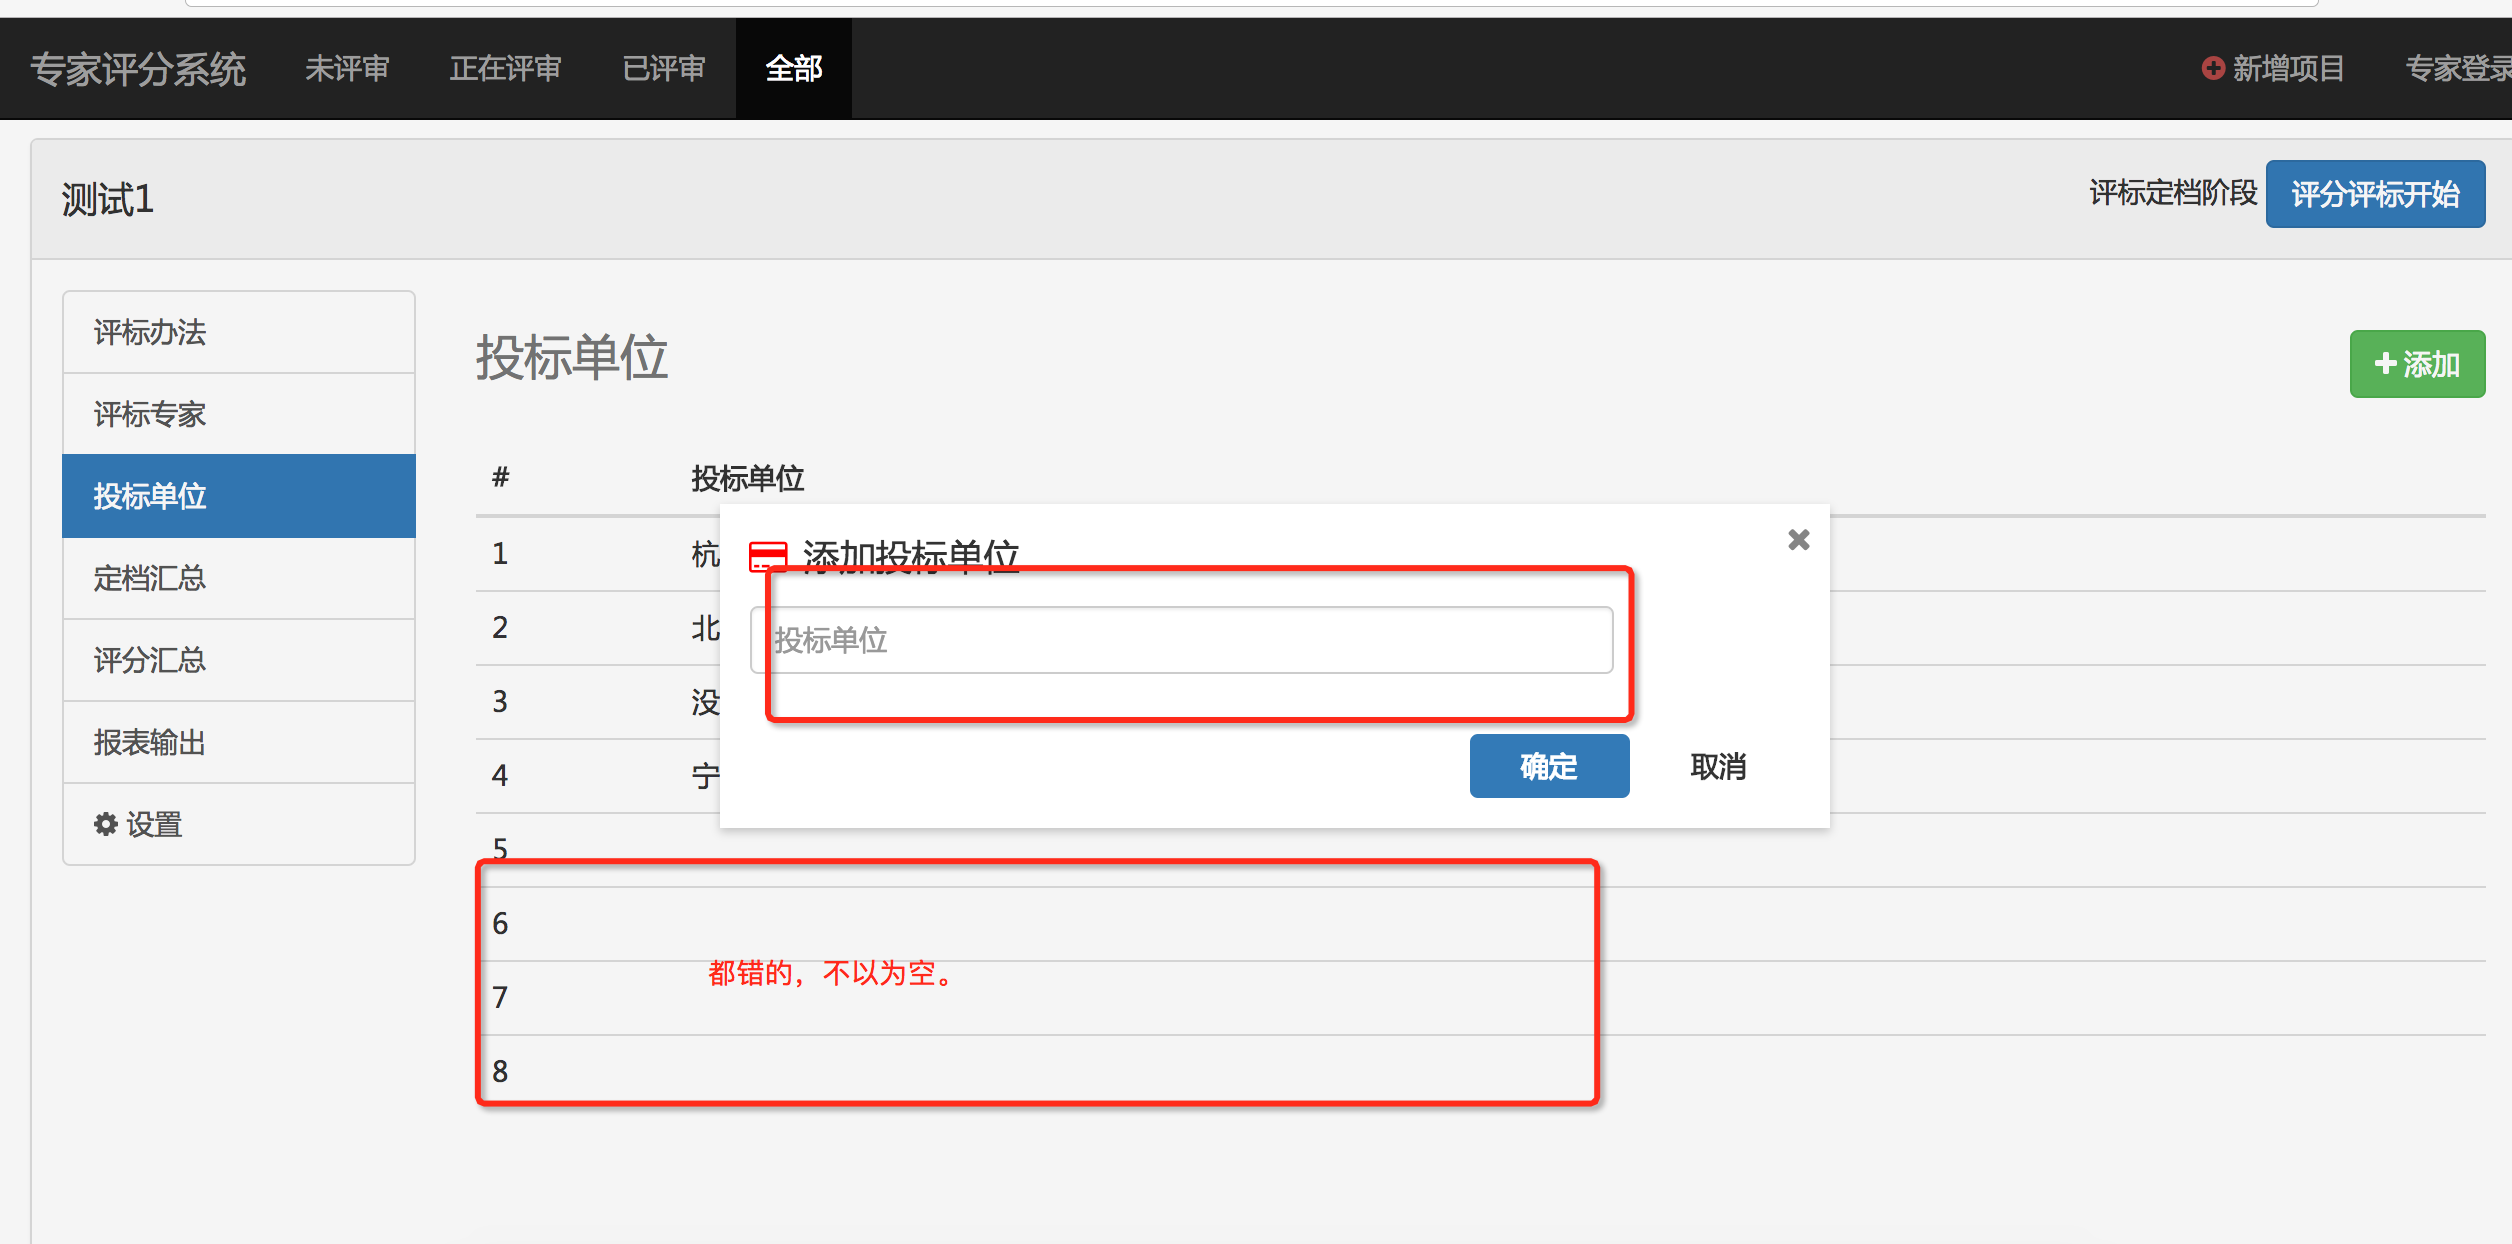 专家评分系统 未评审 正在评审 已评审 全部 新增项目 专家登录
测试1 评标定档阶段 评分评标开始
评标办法
评标专家
投标单位
定档汇总
评分汇总
报表输出
设置
投标单位 添加
# 投标单位
1 杭
2 北
3 没
4 宁
5
6
7
8
添加投标单位
投标单位
确定 取消
都错的，不以为空。